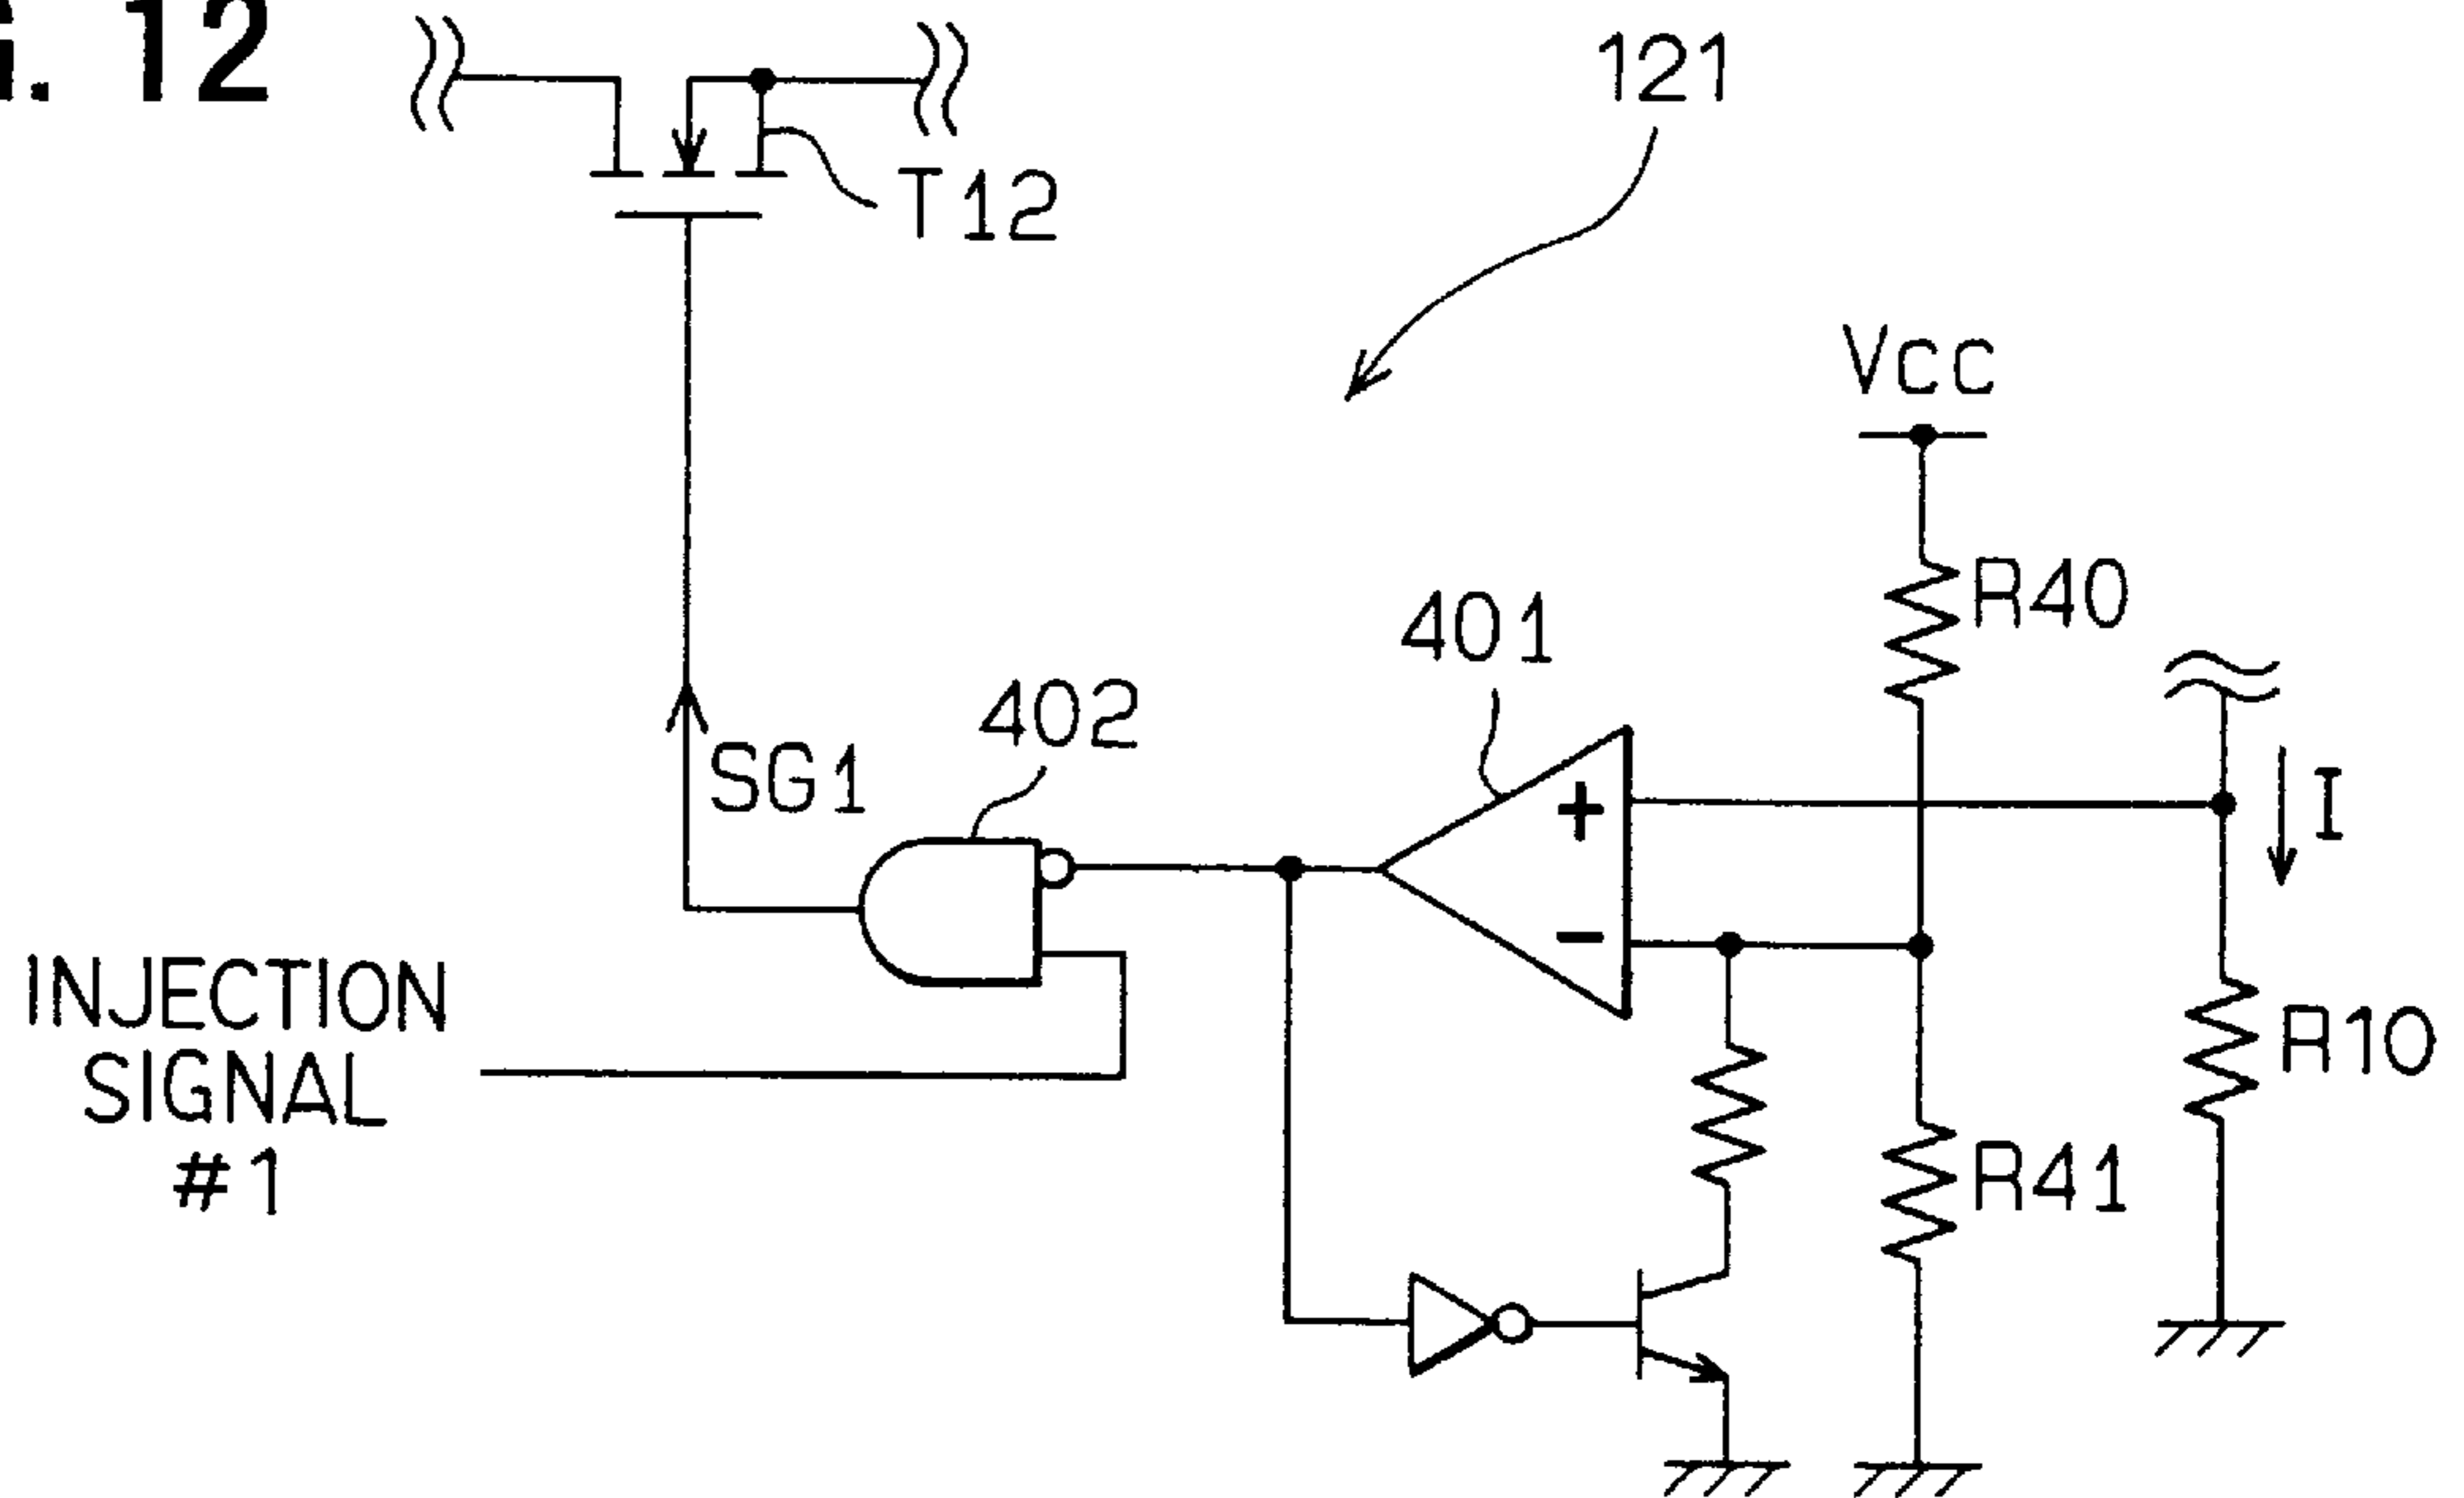 . 12
121
T12
Vcc
R40
401
402
SG1
I
+
−
INJECTION
SIGNAL
#1
R10
R41